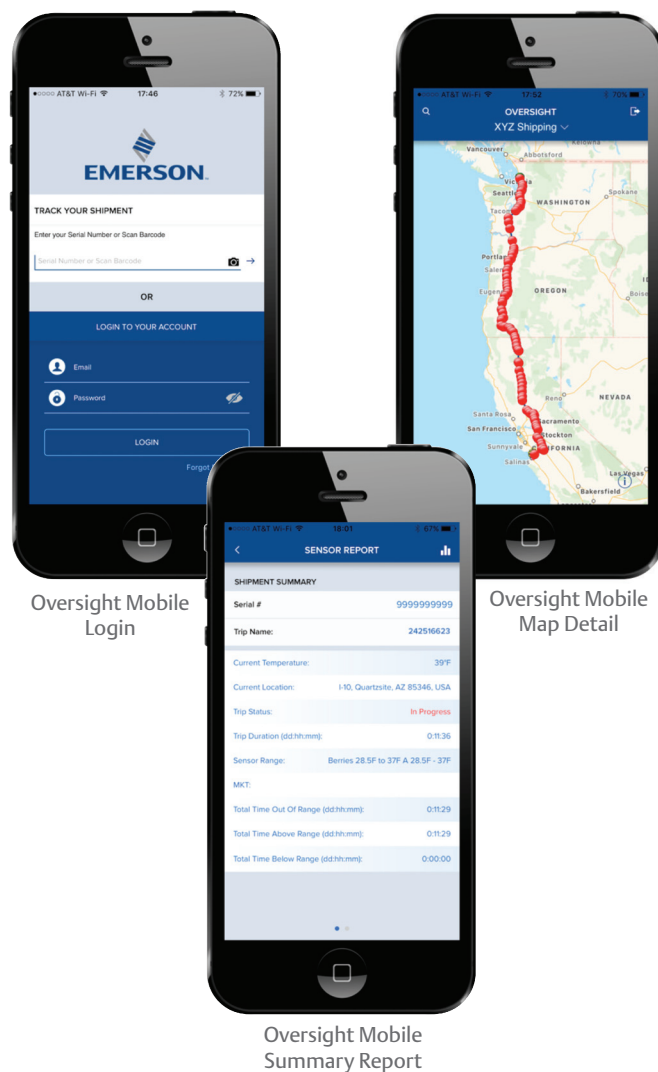 ●○○○○ AT&T Wi-Fi 17:46 72%
EMERSON
TRACK YOUR SHIPMENT
Enter your Serial Number or Scan Barcode
Serial Number or Scan Barcode →
OR
LOGIN TO YOUR ACCOUNT
Email
Password
LOGIN
Forgot
Oversight Mobile
Login
●○○○○ AT&T Wi-Fi 17:52 70%
OVERSIGHT
XYZ Shipping
Kelowna
Vancouver
Abbotsford
Victoria
Seattle
Spokane
Tacoma
WASHINGTON
Portland
Salem
Eugene
OREGON
Boise
Reno
NEVADA
Santa Rosa
Sacramento
San Francisco
Stockton
Sunnyvale
CALIFORNIA
Salinas
Las Vegas
Bakersfield
Oversight Mobile
Map Detail
●○○○○ AT&T Wi-Fi 18:01 67%
SENSOR REPORT
SHIPMENT SUMMARY
Serial # 9999999999
Trip Name: 242516623
Current Temperature: 39°F
Current Location: I-10, Quartzsite, AZ 85346, USA
Trip Status: In Progress
Trip Duration (dd:hh:mm): 0:11:36
Sensor Range: Berries 28.5F to 37F A 28.5F - 37F
MKT:
Total Time Out Of Range (dd:hh:mm): 0:11:29
Total Time Above Range (dd:hh:mm): 0:11:29
Total Time Below Range (dd:hh:mm): 0:00:00
Oversight Mobile
Summary Report